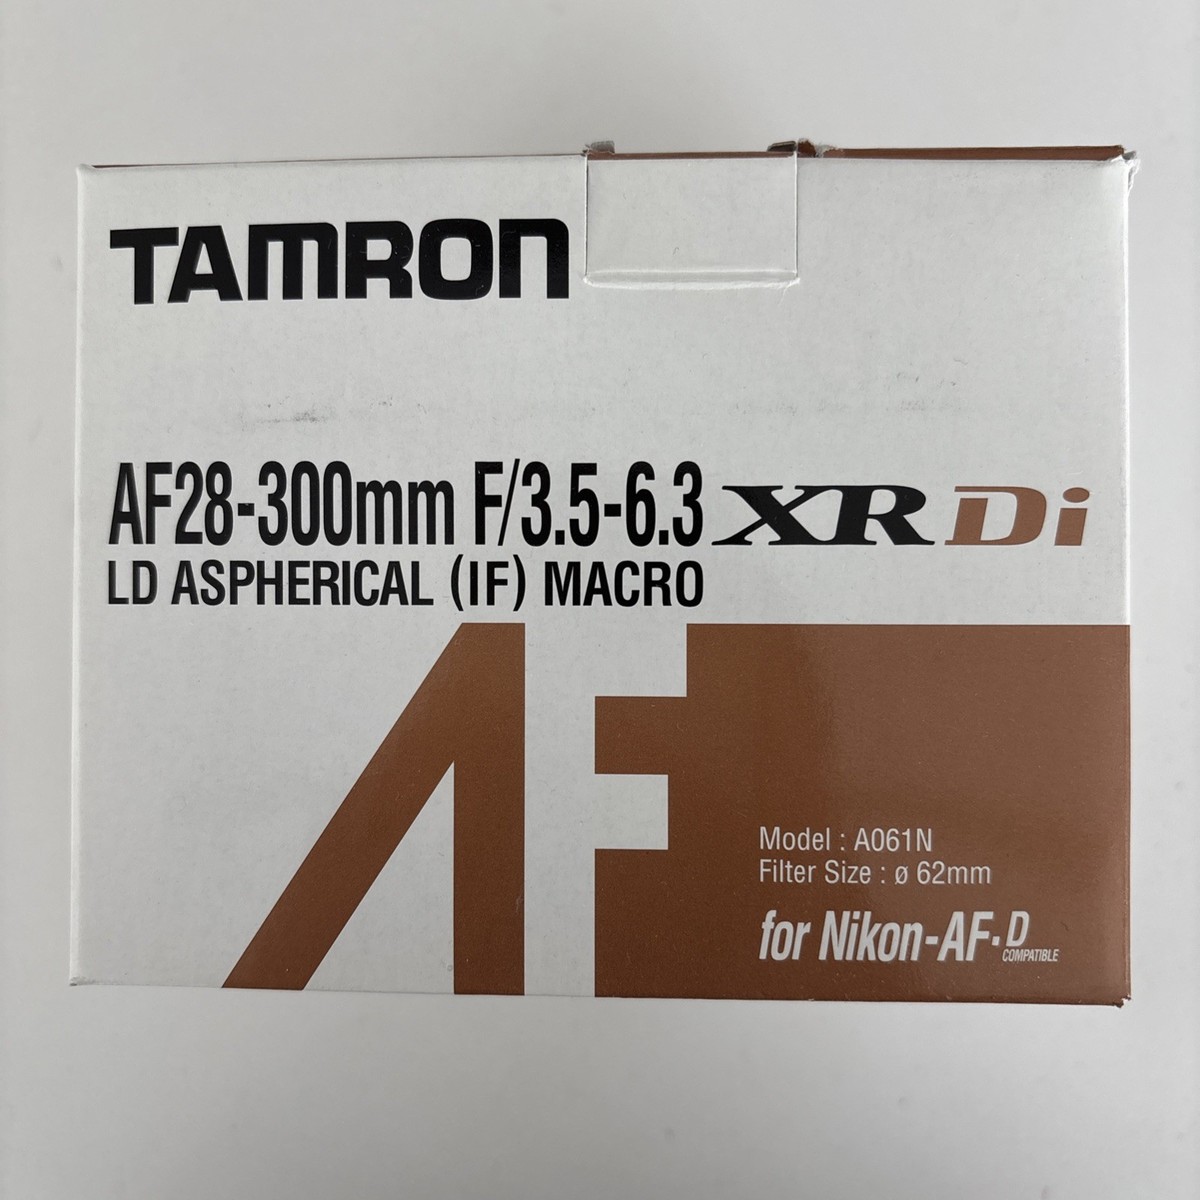 TAMRON
AF28-300mm F/3.5-6.3 XR Di
LD ASPHERICAL (IF) MACRO
AF
Model : A061N
Filter Size : ø 62mm
for Nikon-AF·D
COMPATIBLE